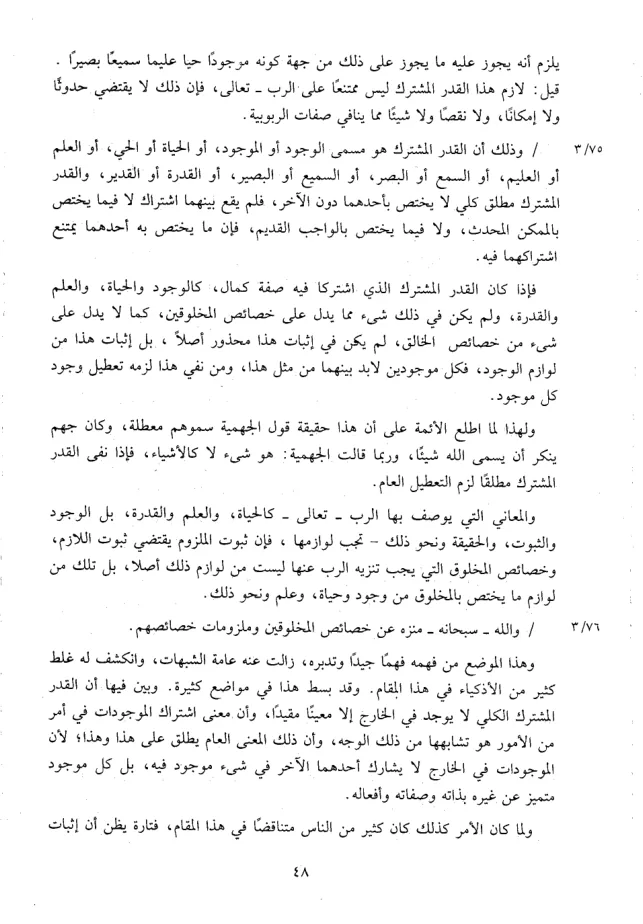 يلزم أنه يجوز عليه ما يجوز على ذلك من جهة كونه موجودًا حيا عليما سميعًا بصيرًا .
قيل: لازم هذا القدر المشترك ليس ممتنعًا على الرب ـ تعالى، فإن ذلك لا يقتضي حدوثًا
ولا إمكانًا، ولا نقصًا ولا شيئًا مما ينافي صفات الربوبية.
٣/٧٥ / وذلك أن القدر المشترك هو مسمى الوجود أو الموجود، أو الحياة أو الحي، أو العلم
أو العليم، أو السمع أو البصر، أو السميع أو البصير، أو القدرة أو القدير، والقدر
المشترك مطلق كلي لا يختص بأحدهما دون الآخر، فلم يقع بينهما اشتراك لا فيما يختص
بالممكن المحدث، ولا فيما يختص بالواجب القديم، فإن ما يختص به أحدهما يمتنع
اشتراكهما فيه.
فإذا كان القدر المشترك الذي اشتركا فيه صفة كمال، كالوجود والحياة، والعلم
والقدرة، ولم يكن في ذلك شىء مما يدل على خصائص المخلوقين، كما لا يدل على
شىء من خصائص الخالق، لم يكن في إثبات هذا محذور أصلاً ، بل إثبات هذا من
لوازم الوجود، فكل موجودين لابد بينهما من مثل هذا، ومن نفي هذا لزمه تعطيل وجود
كل موجود.
ولهذا لما اطلع الأئمة على أن هذا حقيقة قول الجهمية سموهم معطلة، وكان جهم
ينكر أن يسمى الله شيئًا، وربما قالت الجهمية: هو شىء لا كالأشياء، فإذا نفى القدر
المشترك مطلقًا لزم التعطيل العام.
والمعاني التي يوصف بها الرب ـ تعالى ـ كالحياة، والعلم والقدرة، بل الوجود
والثبوت، والحقيقة ونحو ذلك – تجب لوازمها ، فإن ثبوت الملزوم يقتضي ثبوت اللازم،
وخصائص المخلوق التي يجب تنزيه الرب عنها ليست من لوازم ذلك أصلا، بل تلك من
لوازم ما يختص بالمخلوق من وجود وحياة، وعلم ونحو ذلك.
٣/٧٦ / والله ـ سبحانه ـ منزه عن خصائص المخلوقين وملزومات خصائصهم.
وهذا الموضع من فهمه فهمًا جيدًا وتدبره، زالت عنه عامة الشبهات، وانكشف له غلط
كثير من الأذكياء في هذا المقام. وقد بسط هذا في مواضع كثيرة. وبين فيها أن القدر
المشترك الكلي لا يوجد في الخارج إلا معينًا مقيدًا، وأن معنى اشتراك الموجودات في أمر
من الأمور هو تشابهها من ذلك الوجه، وأن ذلك المعنى العام يطلق على هذا وهذا؛ لأن
الموجودات في الخارج لا يشارك أحدهما الآخر في شىء موجود فيه، بل كل موجود
متميز عن غيره بذاته وصفاته وأفعاله.
ولما كان الأمر كذلك كان كثير من الناس متناقضًا في هذا المقام، فتارة يظن أن إثبات
٤٨